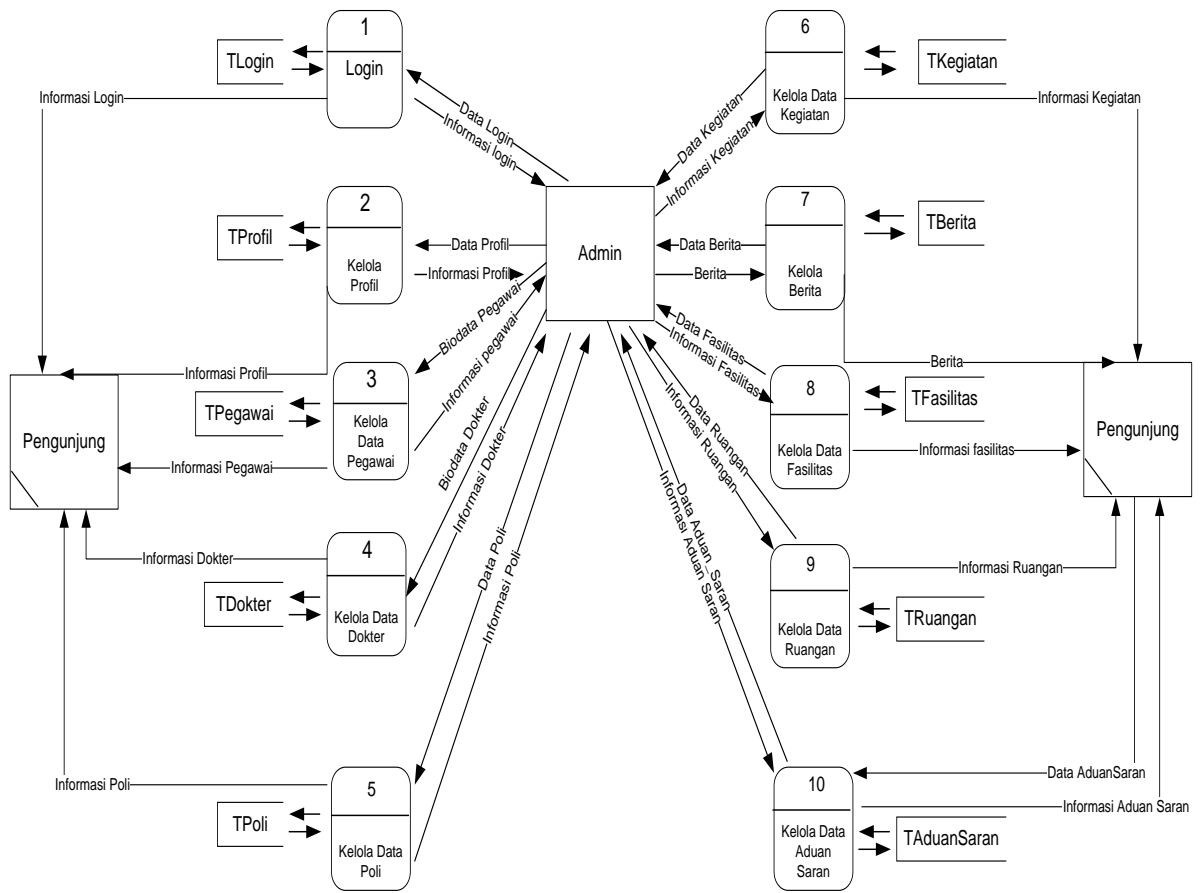 1
Login
TLogin
Informasi Login
Data Login
Informasi login
2
Kelola
Profil
TProfil
Data Profil
Informasi Profil
Informasi Profil
3
Kelola
Data
Pegawai
TPegawai
Biodata Pegawai
Informasi pegawai
Informasi Pegawai
Pengunjung
4
Kelola Data
Dokter
TDokter
Biodata Dokter
Informasi Dokter
Informasi Dokter
5
Kelola Data
Poli
TPoli
Data Poli
Informasi Poli
Informasi Poli
Admin
6
Kelola Data
Kegiatan
TKegiatan
Data Kegiatan
Informasi Kegiatan
Informasi Kegiatan
7
Kelola
Berita
TBerita
Data Berita
Berita
Berita
8
Kelola Data
Fasilitas
TFasilitas
Data Fasilitas
Informasi Fasilitas
Informasi fasilitas
Pengunjung
9
Kelola Data
Ruangan
TRuangan
Data Ruangan
Informasi Ruangan
Informasi Ruangan
10
Kelola Data
Aduan
Saran
TAduanSaran
Data Aduan_Saran
Informasi Aduan Saran
Data AduanSaran
Informasi Aduan Saran